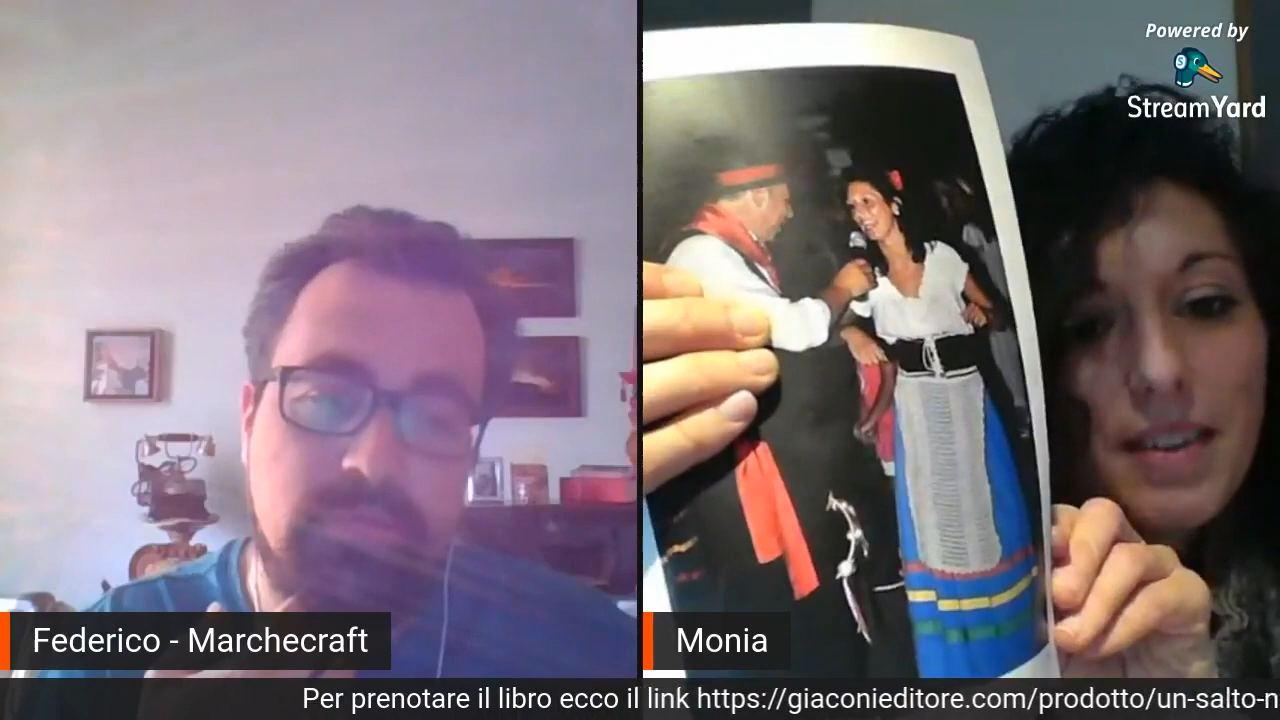 Powered by
StreamYard
Federico - Marchecraft
Monia
Per prenotare il libro ecco il link https://giaconieditore.com/prodotto/un-salto-n